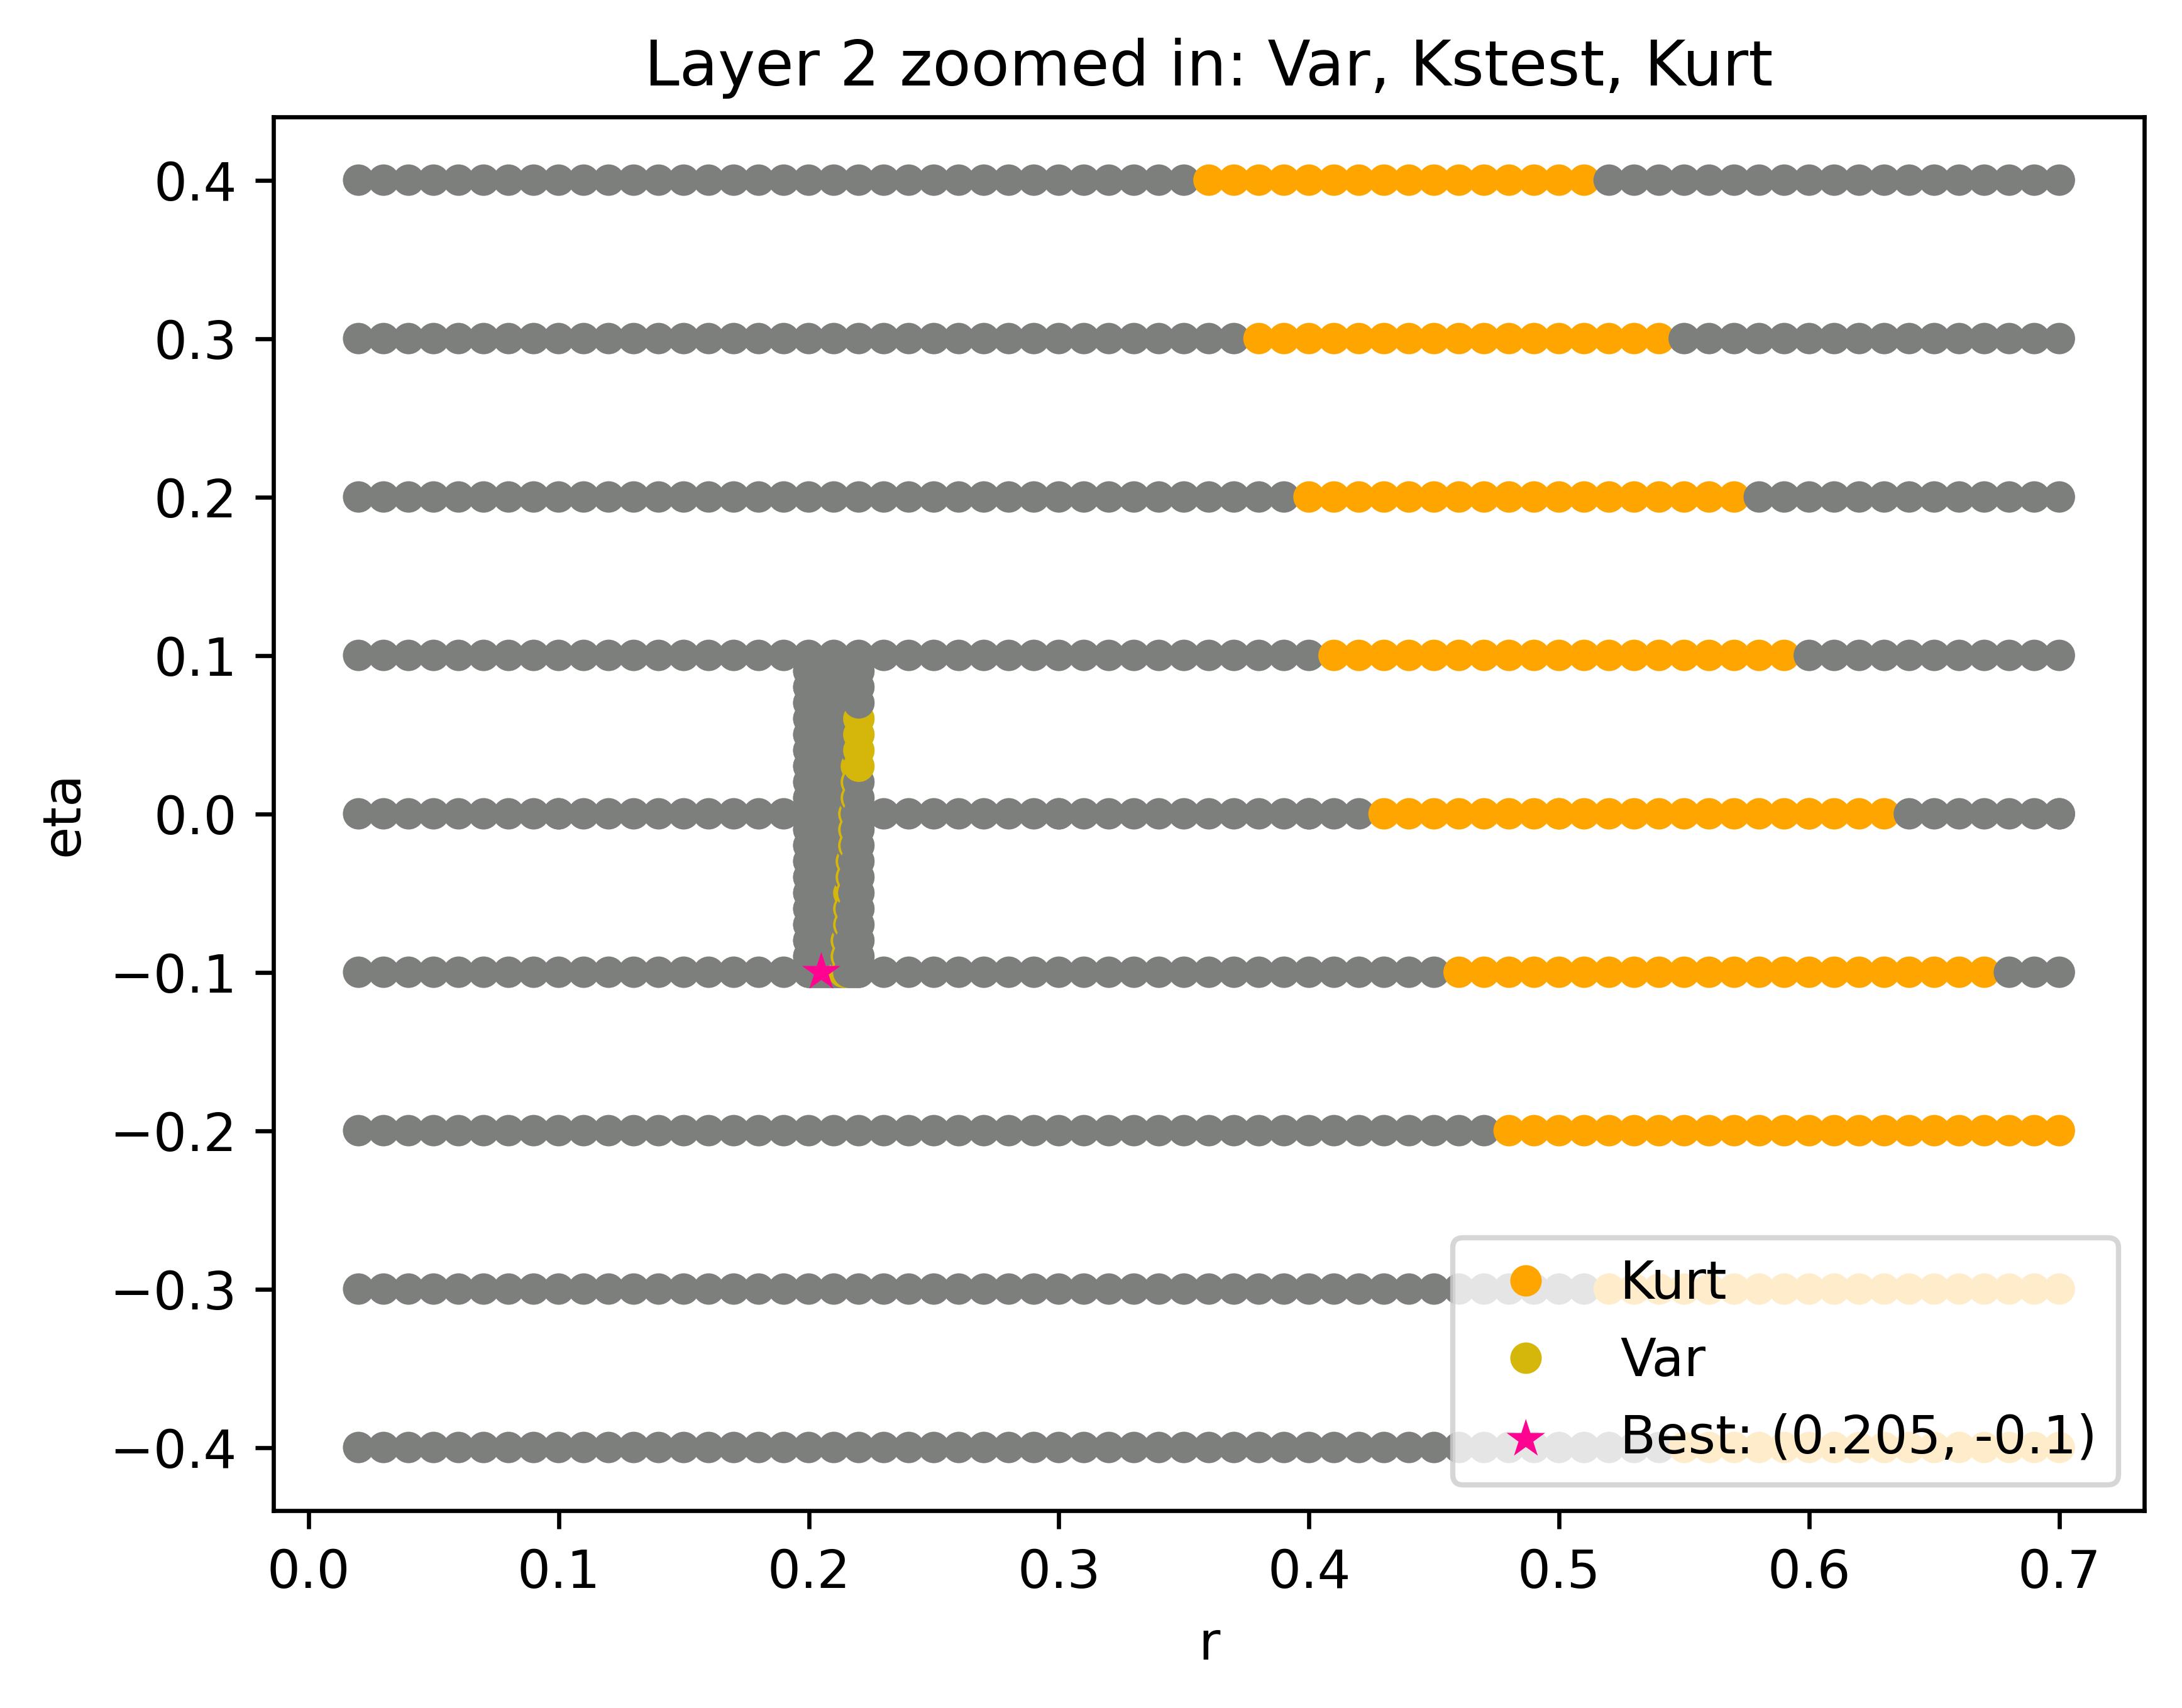 Layer 2 zoomed in: Var, Kstest, Kurt
0.4
0.3
0.2
0.1
0.0
−0.1
−0.2
−0.3
−0.4
eta
Kurt
Var
Best: (0.205, -0.1)
0.0 0.1 0.2 0.3 0.4 0.5 0.6 0.7
r